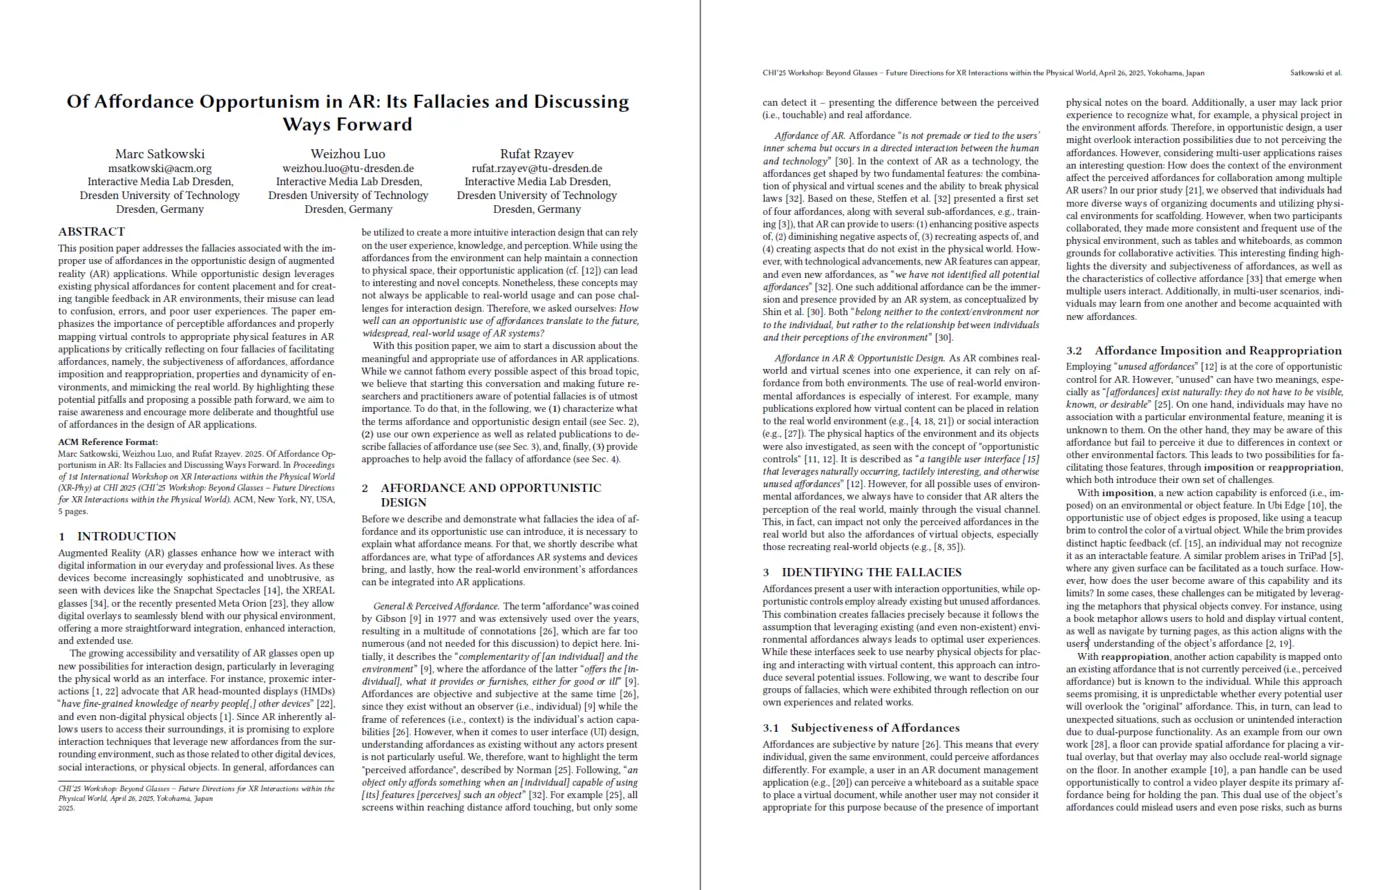 Of Affordance Opportunism in AR: Its Fallacies and Discussing
Ways Forward
Marc Satkowski
msatkowski@acm.org
Interactive Media Lab Dresden,
Dresden University of Technology
Dresden, Germany
Weizhou Luo
weizhou.luo@tu-dresden.de
Interactive Media Lab Dresden,
Dresden University of Technology
Dresden, Germany
Rufat Rzayev
rufat.rzayev@tu-dresden.de
Interactive Media Lab Dresden,
Dresden University of Technology
Dresden, Germany
ABSTRACT
This position paper addresses the fallacies associated with the im-
proper use of affordances in the opportunistic design of augmented
reality (AR) applications. While opportunistic design leverages
existing physical affordances for content placement and for creat-
ing tangible feedback in AR environments, their misuse can lead
to confusion, errors, and poor user experiences. The paper em-
phasizes the importance of perceptible affordances and properly
mapping virtual controls to appropriate physical features in AR
applications by critically reflecting on four fallacies of facilitating
affordances, namely, the subjectiveness of affordances, affordance
imposition and reappropriation, properties and dynamicity of en-
vironments, and mimicking the real world. By highlighting these
potential pitfalls and proposing a possible path forward, we aim to
raise awareness and encourage more deliberate and thoughtful use
of affordances in the design of AR applications.
ACM Reference Format:
Marc Satkowski, Weizhou Luo, and Rufat Rzayev. 2025. Of Affordance Op-
portunism in AR: Its Fallacies and Discussing Ways Forward. In Proceedings
of 1st International Workshop on XR Interactions within the Physical World
(XR-Phy) at CHI 2025 (CHI'25 Workshop: Beyond Glasses – Future Directions
for XR Interactions within the Physical World). ACM, New York, NY, USA,
5 pages.
1 INTRODUCTION
Augmented Reality (AR) glasses enhance how we interact with
digital information in our everyday and professional lives. As these
devices become increasingly sophisticated and unobtrusive, as
seen with devices like the Snapchat Spectacles [14], the XREAL
glasses [34], or the recently presented Meta Orion [23], they allow
digital overlays to seamlessly blend with our physical environment,
offering a more straightforward integration, enhanced interaction,
and extended use.
The growing accessibility and versatility of AR glasses open up
new possibilities for interaction design, particularly in leveraging
the physical world as an interface. For instance, proxemic inter-
actions [1, 22] advocate that AR head-mounted displays (HMDs)
“have fine-grained knowledge of nearby people[,] other devices” [22],
and even non-digital physical objects [1]. Since AR inherently al-
lows users to access their surroundings, it is promising to explore
interaction techniques that leverage new affordances from the sur-
rounding environment, such as those related to other digital devices,
social interactions, or physical objects. In general, affordances can
CHI'25 Workshop: Beyond Glasses – Future Directions for XR Interactions within the
Physical World, April 26, 2025, Yokohama, Japan
2025.
be utilized to create a more intuitive interaction design that can rely
on the user experience, knowledge, and perception. While using the
affordances from the environment can help maintain a connection
to physical space, their opportunistic application (cf. [12]) can lead
to interesting and novel concepts. Nonetheless, these concepts may
not always be applicable to real-world usage and can pose chal-
lenges for interaction design. Therefore, we asked ourselves: How
well can an opportunistic use of affordances translate to the future,
widespread, real-world usage of AR systems?
With this position paper, we aim to start a discussion about the
meaningful and appropriate use of affordances in AR applications.
While we cannot fathom every possible aspect of this broad topic,
we believe that starting this conversation and making future re-
searchers and practitioners aware of potential fallacies is of utmost
importance. To do that, in the following, we (1) characterize what
the terms affordance and opportunistic design entail (see Sec. 2),
(2) use our own experience as well as related publications to de-
scribe fallacies of affordance use (see Sec. 3), and, finally, (3) provide
approaches to help avoid the fallacy of affordance (see Sec. 4).
2 AFFORDANCE AND OPPORTUNISTIC
DESIGN
Before we describe and demonstrate what fallacies the idea of af-
fordance and its opportunistic use can introduce, it is necessary to
explain what affordance means. For that, we shortly describe what
affordances are, what type of affordances AR systems and devices
bring, and lastly, how the real-world environment's affordances
can be integrated into AR applications.
General & Perceived Affordance. The term "affordance" was coined
by Gibson [9] in 1977 and was extensively used over the years,
resulting in a multitude of connotations [26], which are far too
numerous (and not needed for this discussion) to depict here. Ini-
tially, it describes the “complementarity of [an individual] and the
environment” [9], where the affordance of the latter “offers the [in-
dividual], what it provides or furnishes, either for good or ill” [9].
Affordances are objective and subjective at the same time [26],
since they exist without an observer (i.e., individual) [9] while the
frame of references (i.e., context) is the individual's action capa-
bilities [26]. However, when it comes to user interface (UI) design,
understanding affordances as existing without any actors present
is not particularly useful. We, therefore, want to highlight the term
"perceived affordance", described by Norman [25]. Following, “an
object only affords something when an [individual] capable of using
[its] features [perceives] such an object” [32]. For example [25], all
screens within reaching distance afford touching, but only some
CHI'25 Workshop: Beyond Glasses – Future Directions for XR Interactions within the Physical World, April 26, 2025, Yokohama, Japan
Satkowski et al.
can detect it – presenting the difference between the perceived
(i.e., touchable) and real affordance.
Affordance of AR. Affordance “is not premade or tied to the users'
inner schema but occurs in a directed interaction between the human
and technology” [30]. In the context of AR as a technology, the
affordances get shaped by two fundamental features: the combina-
tion of physical and virtual scenes and the ability to break physical
laws [32]. Based on these, Steffen et al. [32] presented a first set
of four affordances, along with several sub-affordances, e.g., train-
ing [3]), that AR can provide to users: (1) enhancing positive aspects
of, (2) diminishing negative aspects of, (3) recreating aspects of, and
(4) creating aspects that do not exist in the physical world. How-
ever, with technological advancements, new AR features can appear,
and even new affordances, as “we have not identified all potential
affordances” [32]. One such additional affordance can be the immer-
sion and presence provided by an AR system, as conceptualized by
Shin et al. [30]. Both “belong neither to the context/environment nor
to the individual, but rather to the relationship between individuals
and their perceptions of the environment” [30].
Affordance in AR & Opportunistic Design. As AR combines real-
world and virtual scenes into one experience, it can rely on af-
fordance from both environments. The use of real-world environ-
mental affordances is especially of interest. For example, many
publications explored how virtual content can be placed in relation
to the real world environment (e.g., [4, 18, 21]) or social interaction
(e.g., [27]). The physical haptics of the environment and its objects
were also investigated, as seen with the concept of "opportunistic
controls" [11, 12]. It is described as “a tangible user interface [15]
that leverages naturally occurring, tactilely interesting, and otherwise
unused affordances” [12]. However, for all possible uses of environ-
mental affordances, we always have to consider that AR alters the
perception of the real world, mainly through the visual channel.
This, in fact, can impact not only the perceived affordances in the
real world but also the affordances of virtual objects, especially
those recreating real-world objects (e.g., [8, 35]).
3 IDENTIFYING THE FALLACIES
Affordances present a user with interaction opportunities, while op-
portunistic controls employ already existing but unused affordances.
This combination creates fallacies precisely because it follows the
assumption that leveraging existing (and even non-existent) envi-
ronmental affordances always leads to optimal user experiences.
While these interfaces seek to use nearby physical objects for plac-
ing and interacting with virtual content, this approach can intro-
duce several potential issues. Following, we want to describe four
groups of fallacies, which were exhibited through reflection on our
own experiences and related works.
3.1 Subjectiveness of Affordances
Affordances are subjective by nature [26]. This means that every
individual, given the same environment, could perceive affordances
differently. For example, a user in an AR document management
application (e.g., [20]) can perceive a whiteboard as a suitable space
to place a virtual document, while another user may not consider it
appropriate for this purpose because of the presence of important
physical notes on the board. Additionally, a user may lack prior
experience to recognize what, for example, a physical project in
the environment affords. Therefore, in opportunistic design, a user
might overlook interaction possibilities due to not perceiving the
affordances. However, considering multi-user applications raises
an interesting question: How does the context of the environment
affect the perceived affordances for collaboration among multiple
AR users? In our prior study [21], we observed that individuals had
more diverse ways of organizing documents and utilizing physi-
cal environments for scaffolding. However, when two participants
collaborated, they made more consistent and frequent use of the
physical environment, such as tables and whiteboards, as common
grounds for collaborative activities. This interesting finding high-
lights the diversity and subjectiveness of affordances, as well as
the characteristics of collective affordance [33] that emerge when
multiple users interact. Additionally, in multi-user scenarios, indi-
viduals may learn from one another and become acquainted with
new affordances.
3.2 Affordance Imposition and Reappropriation
Employing “unused affordances” [12] is at the core of opportunistic
control for AR. However, "unused" can have two meanings, espe-
cially as “[affordances] exist naturally: they do not have to be visible,
known, or desirable” [25]. On one hand, individuals may have no
association with a particular environmental feature, meaning it is
unknown to them. On the other hand, they may be aware of this
affordance but fail to perceive it due to differences in context or
other environmental factors. This leads to two possibilities for fa-
cilitating those features, through imposition or reappropriation,
which both introduce their own set of challenges.
With imposition, a new action capability is enforced (i.e., im-
posed) on an environmental or object feature. In Ubi Edge [10], the
opportunistic use of object edges is proposed, like using a teacup
brim to control the color of a virtual object. While the brim provides
distinct haptic feedback (cf. [15], an individual may not recognize
it as an interactable feature. A similar problem arises in TriPad [5],
where any given surface can be facilitated as a touch surface. How-
ever, how does the user become aware of this capability and its
limits? In some cases, these challenges can be mitigated by leverag-
ing the metaphors that physical objects convey. For instance, using
a book metaphor allows users to hold and display virtual content,
as well as navigate by turning pages, as this action aligns with the
users' understanding of the object's affordance [2, 19].
With reappropiation, another action capability is mapped onto
an existing affordance that is not currently perceived (i.e., perceived
affordance) but is known to the individual. While this approach
seems promising, it is unpredictable whether every potential user
will overlook the "original" affordance. This, in turn, can lead to
unexpected situations, such as occlusion or unintended interaction
due to dual-purpose functionality. As an example from our own
work [28], a floor can provide spatial affordance for placing a vir-
tual overlay, but that overlay may also occlude real-world signage
on the floor. In another example [10], a pan handle can be used
opportunistically to control a video player despite its primary af-
fordance being for holding the pan. This dual use of the object's
affordances could mislead users and even pose risks, such as burns